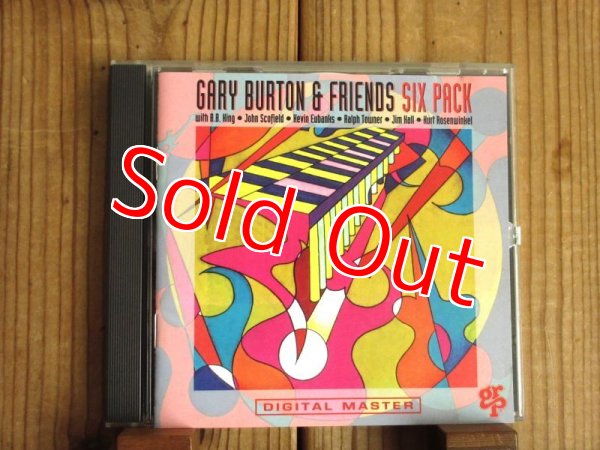 GARY BURTON & FRIENDS SIX PACK
with B.B. King • John Scofield • Kevin Eubanks • Ralph Towner • Jim Hall • Kurt Rosenwinkel
Sold Out
DIGITAL MASTER
grp